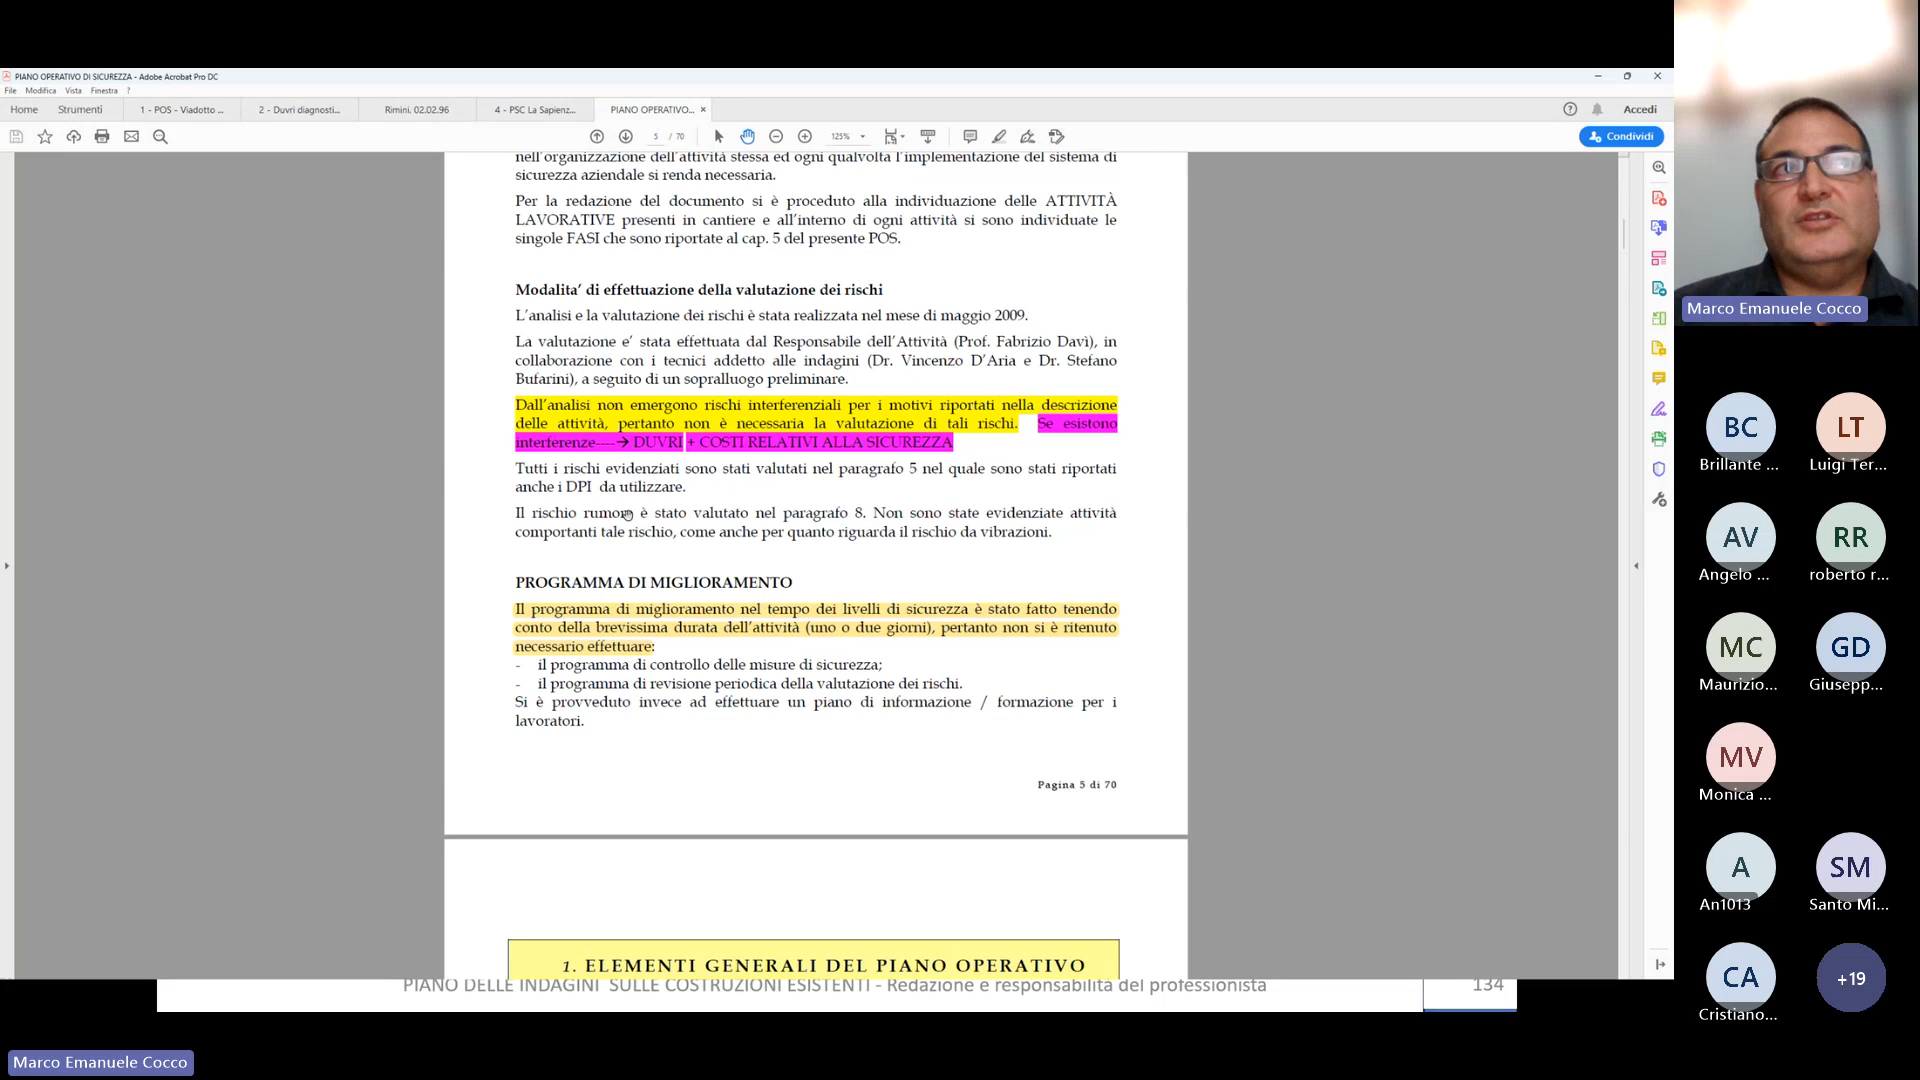 PIANO OPERATIVO DI SICUREZZA - Adobe Acrobat Pro DC
File Modifica Vista Finestra ?
Home Strumenti 1 - POS - Viadotto ... 2 - Duvri diagnosti... Rimini, 02.02.96 4 - PSC La Sapienz... PIANO OPERATIVO... × Accedi
5 / 70 125% Condividi
nell'organizzazione dell'attività stessa ed ogni qualvolta l'implementazione del sistema di
sicurezza aziendale si renda necessaria.
Per la redazione del documento si è proceduto alla individuazione delle ATTIVITÀ
LAVORATIVE presenti in cantiere e all'interno di ogni attività si sono individuate le
singole FASI che sono riportate al cap. 5 del presente POS.
Modalita' di effettuazione della valutazione dei rischi
L'analisi e la valutazione dei rischi è stata realizzata nel mese di maggio 2009.
La valutazione e' stata effettuata dal Responsabile dell'Attività (Prof. Fabrizio Davì), in
collaborazione con i tecnici addetto alle indagini (Dr. Vincenzo D'Aria e Dr. Stefano
Bufarini), a seguito di un sopralluogo preliminare.
Dall'analisi non emergono rischi interferenziali per i motivi riportati nella descrizione
delle attività, pertanto non è necessaria la valutazione di tali rischi. Se esistono
interferenze----→ DUVRI + COSTI RELATIVI ALLA SICUREZZA
Tutti i rischi evidenziati sono stati valutati nel paragrafo 5 nel quale sono stati riportati
anche i DPI da utilizzare.
Il rischio rumore è stato valutato nel paragrafo 8. Non sono state evidenziate attività
comportanti tale rischio, come anche per quanto riguarda il rischio da vibrazioni.
PROGRAMMA DI MIGLIORAMENTO
Il programma di miglioramento nel tempo dei livelli di sicurezza è stato fatto tenendo
conto della brevissima durata dell'attività (uno o due giorni), pertanto non si è ritenuto
necessario effettuare:
- il programma di controllo delle misure di sicurezza;
- il programma di revisione periodica della valutazione dei rischi.
Si è provveduto invece ad effettuare un piano di informazione / formazione per i
lavoratori.
Pagina 5 di 70
1. ELEMENTI GENERALI DEL PIANO OPERATIVO
PIANO DELLE INDAGINI SULLE COSTRUZIONI ESISTENTI - Redazione e responsabilità del professionista 134
Marco Emanuele Cocco
Marco Emanuele Cocco
BC LT
Brillante ... Luigi Ter...
AV RR
Angelo ... roberto r...
MC GD
Maurizio... Giusepp...
MV
Monica ...
A SM
An1013 Santo Mi...
CA +19
Cristiano...